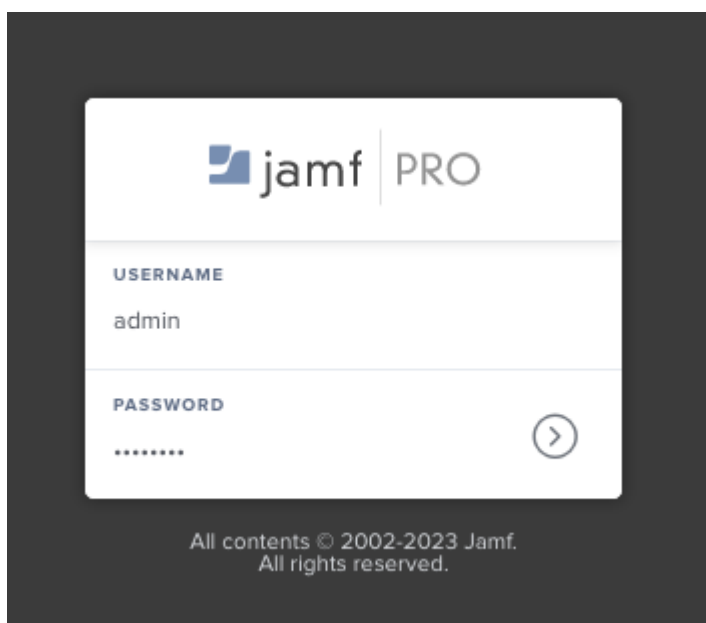 jamf PRO
USERNAME
admin
PASSWORD
••••••••
All contents © 2002-2023 Jamf.
All rights reserved.